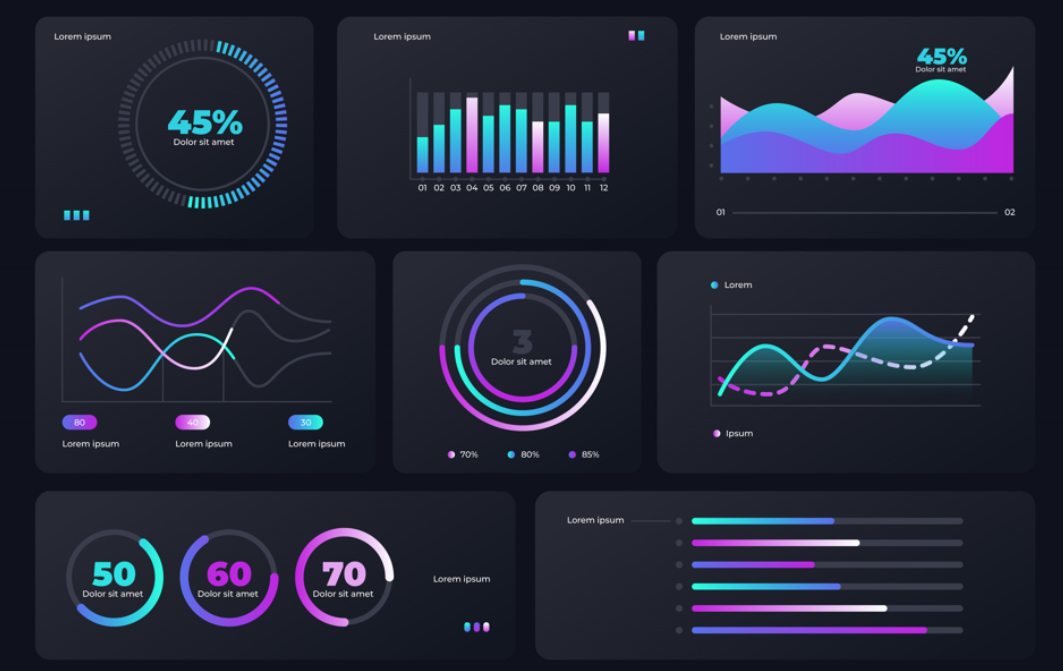 Lorem ipsum
45%
Dolor sit amet
Lorem ipsum
01 02 03 04 05 06 07 08 09 10 11 12
Lorem ipsum
45%
Dolor sit amet
01 02
80 40 30
Lorem ipsum Lorem ipsum Lorem ipsum
3
Dolor sit amet
70% 80% 85%
Lorem
Ipsum
50 60 70
Dolor sit amet Dolor sit amet Dolor sit amet
Lorem ipsum
Lorem ipsum